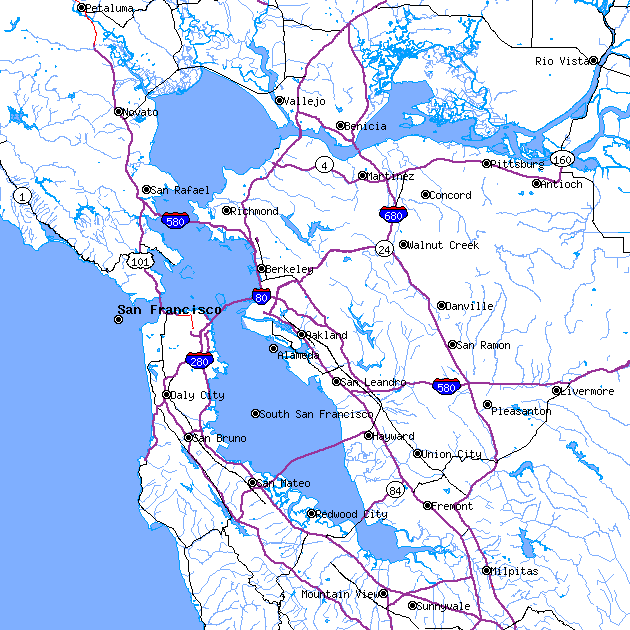 Petaluma
Rio Vista
Vallejo
Novato
Benicia
160
4
Pittsburg
Martinez
Antioch
San Rafael
1
Concord
Richmond
580
680
Walnut Creek
24
101
Berkeley
80
Danville
San Francisco
Oakland
San Ramon
Alameda
280
San Leandro
580
Livermore
Daly City
Pleasanton
South San Francisco
San Bruno
Hayward
Union City
San Mateo
84
Fremont
Redwood City
Milpitas
Mountain View
Sunnyvale